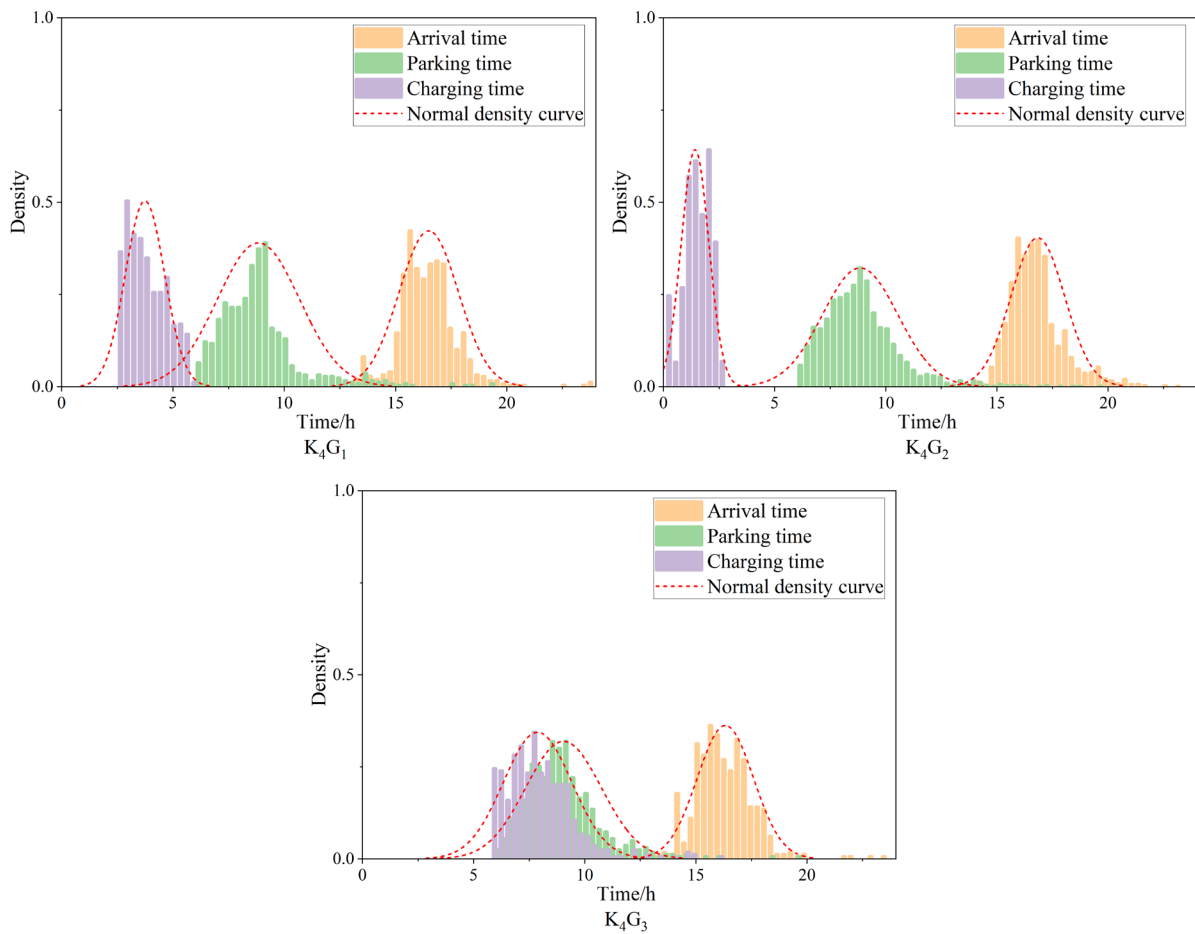 1.0
Arrival time
Parking time
Charging time
Normal density curve
Density
0.5
0.0
0 5 10 15 20
Time/h
K₄G₁
1.0
Arrival time
Parking time
Charging time
Normal density curve
Density
0.5
0.0
0 5 10 15 20
Time/h
K₄G₂
1.0
Arrival time
Parking time
Charging time
Normal density curve
Density
0.5
0.0
0 5 10 15 20
Time/h
K₄G₃